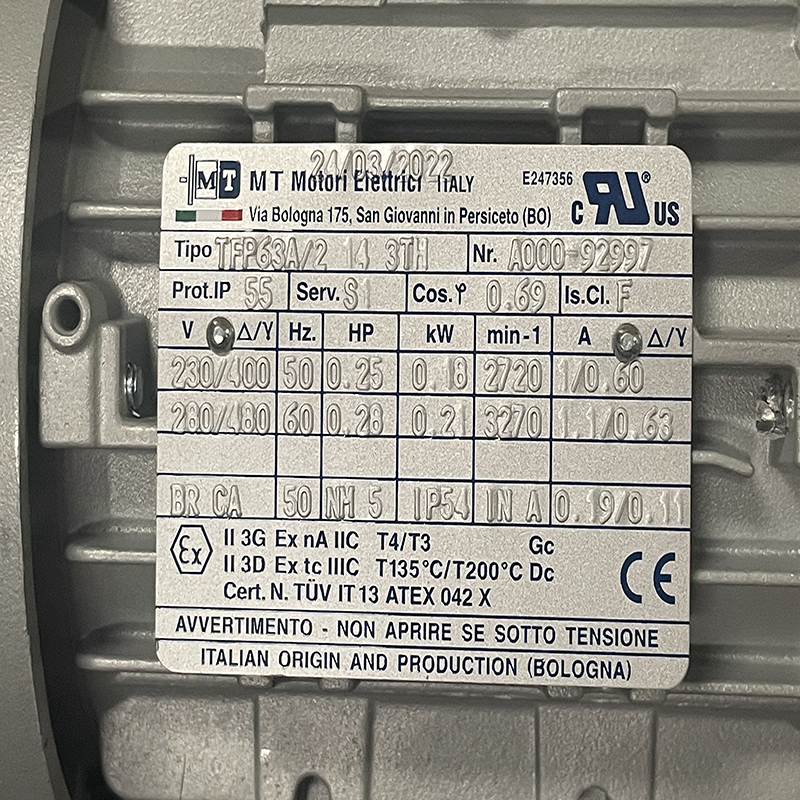 24/03/2022
MT MT Motori Elettrici ITALY E247356
Via Bologna 175, San Giovanni in Persiceto (BO) C RU® US
Tipo TFP63A/2 14 3TH Nr. A000-92997
Prot.IP 55 Serv. S1 Cos.φ 0.69 Is.Cl. F
V Δ/Y Hz. HP kW min-1 A Δ/Y
230/400 50 0.25 0.18 2720 1/0.60
280/480 60 0.28 0.21 3270 1.1/0.63
BR CA 50 NM 5 IP54 IN A 0.19/0.11
Ex II 3G Ex nA IIC T4/T3 Gc
II 3D Ex tc IIIC T135°C/T200°C Dc
Cert. N. TÜV IT 13 ATEX 042 X CE
AVVERTIMENTO - NON APRIRE SE SOTTO TENSIONE
ITALIAN ORIGIN AND PRODUCTION (BOLOGNA)